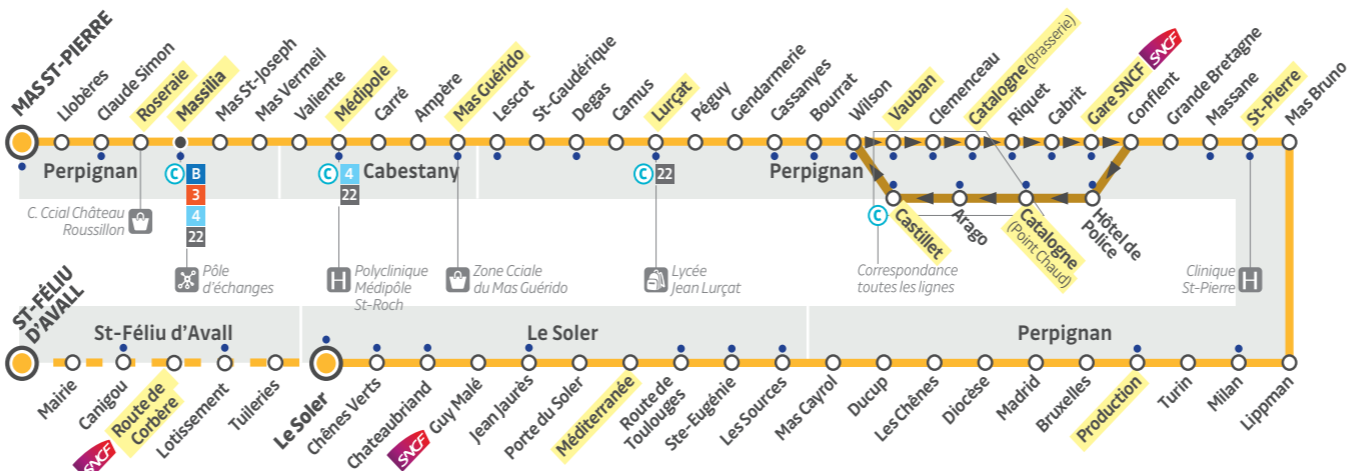 MAS ST-PIERRE
Llobères
Claude Simon
Roseraie
Massilia
Mas St-Joseph
Mas Vermeil
Valiente
Médipole
Carré
Ampère
Mas Guérido
Lescot
St-Gaudérique
Degas
Camus
Lurçat
Péguy
Gendarmerie
Cassanyes
Bourrat
Wilson
Vauban
Clemenceau
Catalogne (Brasserie)
Riquet
Cabrit
Gare SNCF
SNCF
Conflent
Grande Bretagne
Massane
St-Pierre
Mas Bruno
Perpignan
C
B
3
4
22
C
4
22
Cabestany
C
22
Perpignan
C. Ccial Château
Roussillon
Pôle
d'échanges
H
Polyclinique
Médipôle
St-Roch
Zone Cciale
du Mas Guérido
Lycée
Jean Lurçat
C
Castillet
Arago
Catalogne
(Point Chaud)
Hôtel de
Police
Correspondance
toutes les lignes
Clinique
St-Pierre
H
ST-FÉLIU
D'AVALL
St-Féliu d'Avall
Le Soler
Perpignan
Mairie
Canigou
SNCF
Route de
Corbère
Lotissement
Tuileries
Le Soler
Chênes Verts
Chateaubriand
SNCF
Guy Malé
Jean Jaurès
Porte du Soler
Méditerranée
Route de
Toulouges
Ste-Eugénie
Les Sources
Mas Cayrol
Ducup
Les Chênes
Diocèse
Madrid
Bruxelles
Production
Turin
Milan
Lippman